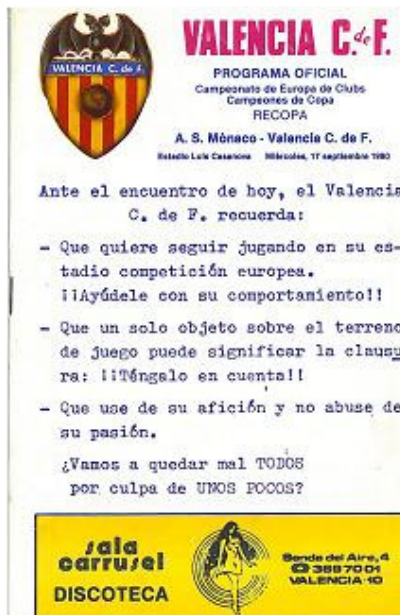 VALENCIA C. de F.
VALENCIA C. de F.
PROGRAMA OFICIAL
Campeonato de Europa de Clubs
Campeones de Copa
RECOPA
A. S. Mònaco - Valencia C. de F.
Estadio Luis Casanova Miércoles, 17 septiembre 1980
Ante el encuentro de hoy, el Valencia
C. de F. recuerda:
- Que quiere seguir jugando en su es-
tadio competición europea.
¡¡Ayúdele con su comportamiento!!
- Que un solo objeto sobre el terreno
de juego puede significar la clausu
ra: ¡¡Téngalo en cuenta!!
- Que use de su afición y no abuse de
su pasión.
¿Vamos a quedar mal TODOS
por culpa de UNOS POCOS?
sala
carrusel
DISCOTECA
Senda del Aire, 4
369 70 01
VALENCIA-10